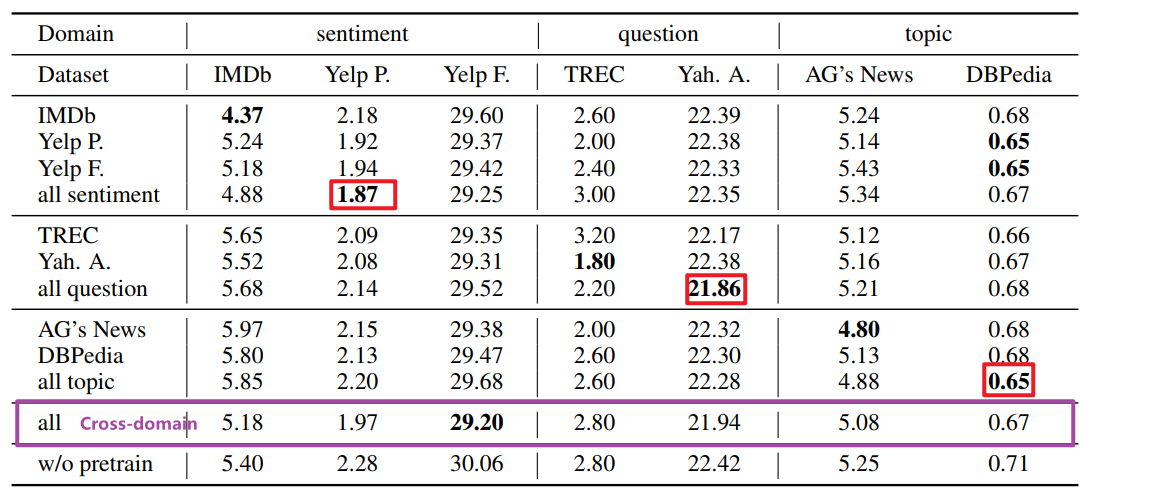 Domain sentiment question topic
Dataset IMDb Yelp P. Yelp F. TREC Yah. A. AG's News DBPedia
IMDb 4.37 2.18 29.60 2.60 22.39 5.24 0.68
Yelp P. 5.24 1.92 29.37 2.00 22.38 5.14 0.65
Yelp F. 5.18 1.94 29.42 2.40 22.33 5.43 0.65
all sentiment 4.88 1.87 29.25 3.00 22.35 5.34 0.67
TREC 5.65 2.09 29.35 3.20 22.17 5.12 0.66
Yah. A. 5.52 2.08 29.31 1.80 22.38 5.16 0.67
all question 5.68 2.14 29.52 2.20 21.86 5.21 0.68
AG's News 5.97 2.15 29.38 2.00 22.32 4.80 0.68
DBPedia 5.80 2.13 29.47 2.60 22.30 5.13 0.68
all topic 5.85 2.20 29.68 2.60 22.28 4.88 0.65
all Cross-domain 5.18 1.97 29.20 2.80 21.94 5.08 0.67
w/o pretrain 5.40 2.28 30.06 2.80 22.42 5.25 0.71